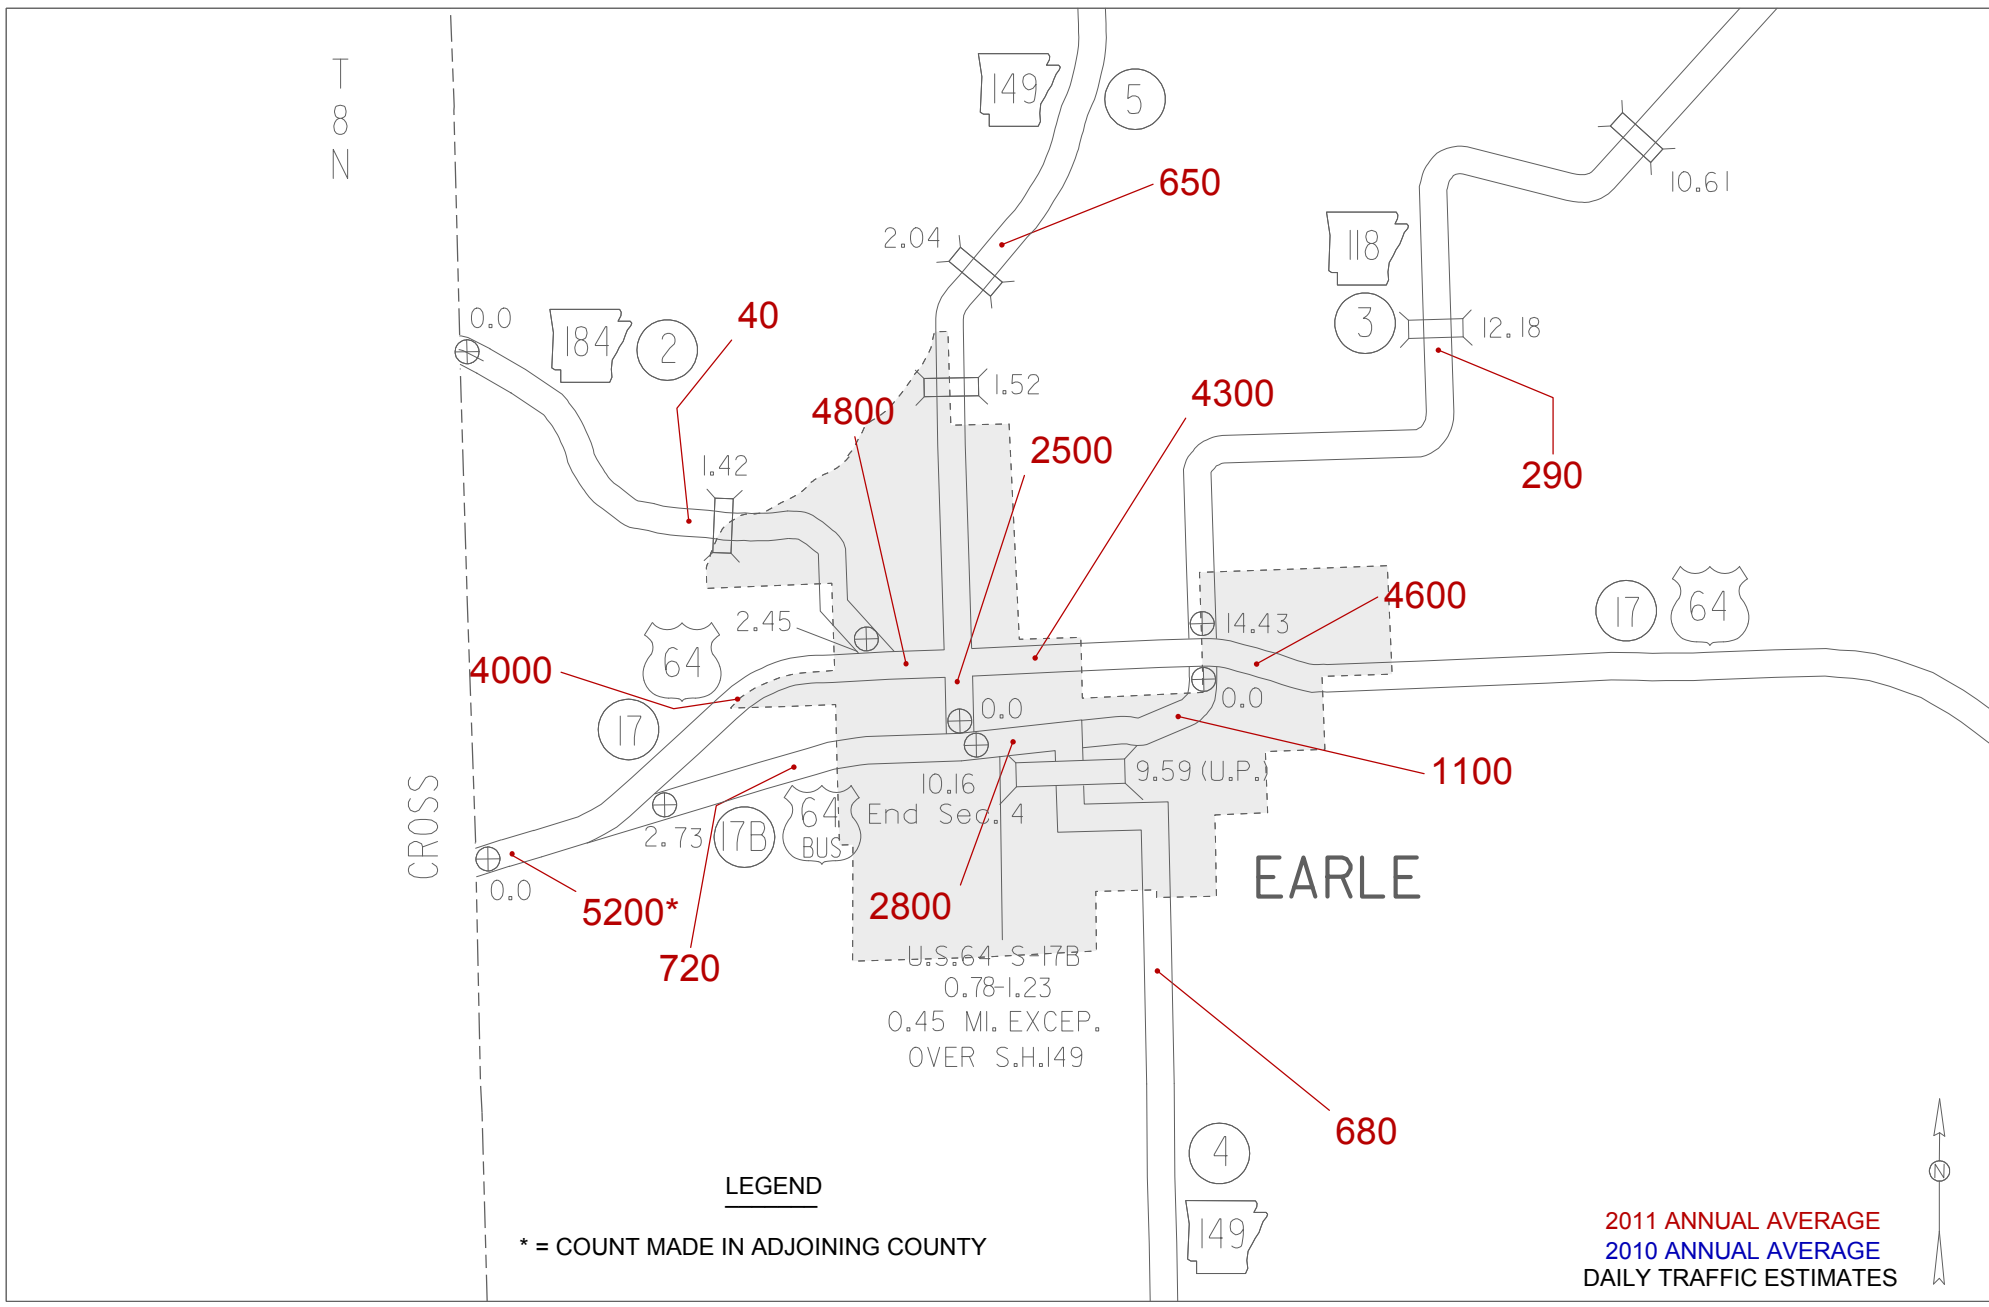 T
8
N
149
5
650
10.61
2.04
118
3
12.18
0.0
184
2
40
1.52
4800
4300
2500
290
1.42
2.45
14.43
4600
17
64
64
4000
17
0.0
0.0
1100
9.59 (U.P.)
10.16
End Sec. 4
2.73
17B
64
BUS
CROSS
0.0
5200*
720
2800
EARLE
U.S.64 S-17B
0.78-1.23
0.45 MI. EXCEP.
OVER S.H.149
680
4
149
LEGEND
* = COUNT MADE IN ADJOINING COUNTY
N
2011 ANNUAL AVERAGE
2010 ANNUAL AVERAGE
DAILY TRAFFIC ESTIMATES